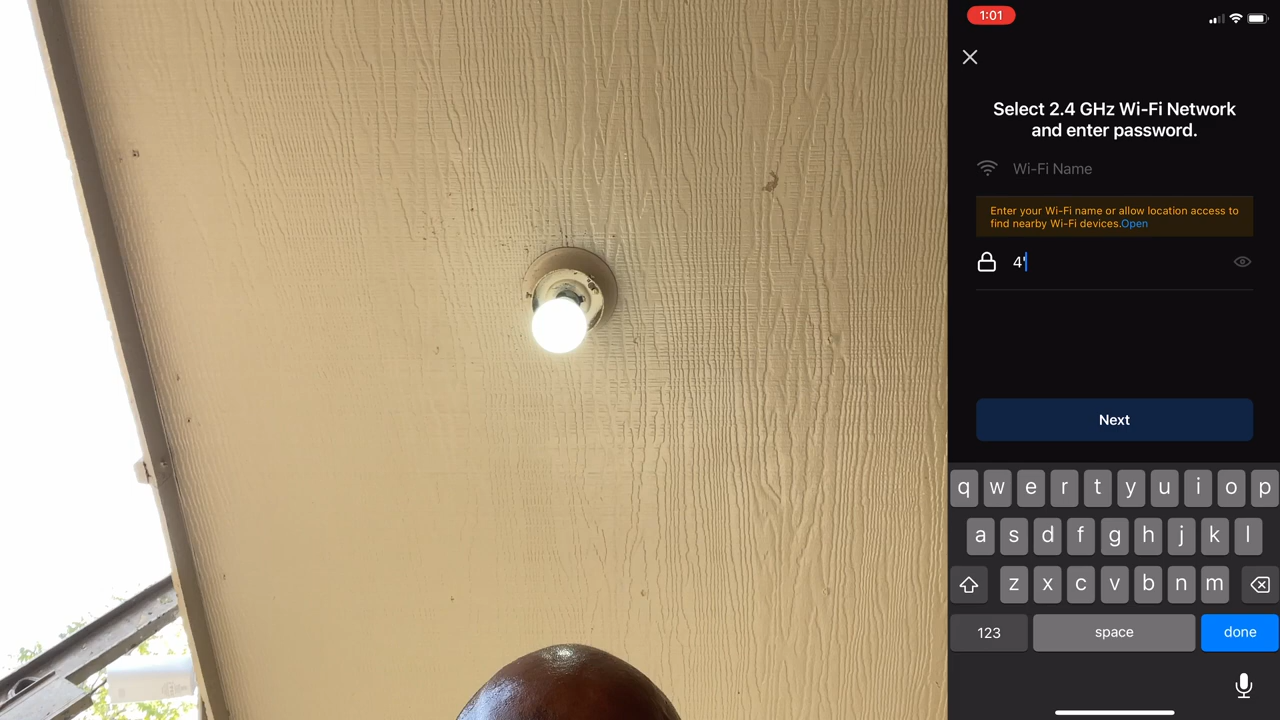 1:01
Select 2.4 GHz Wi-Fi Network
and enter password.
Wi-Fi Name
Enter your Wi-Fi name or allow location access to
find nearby Wi-Fi devices.Open
4'
Next
q w e r t y u i o p
a s d f g h j k l
z x c v b n m
123 space done